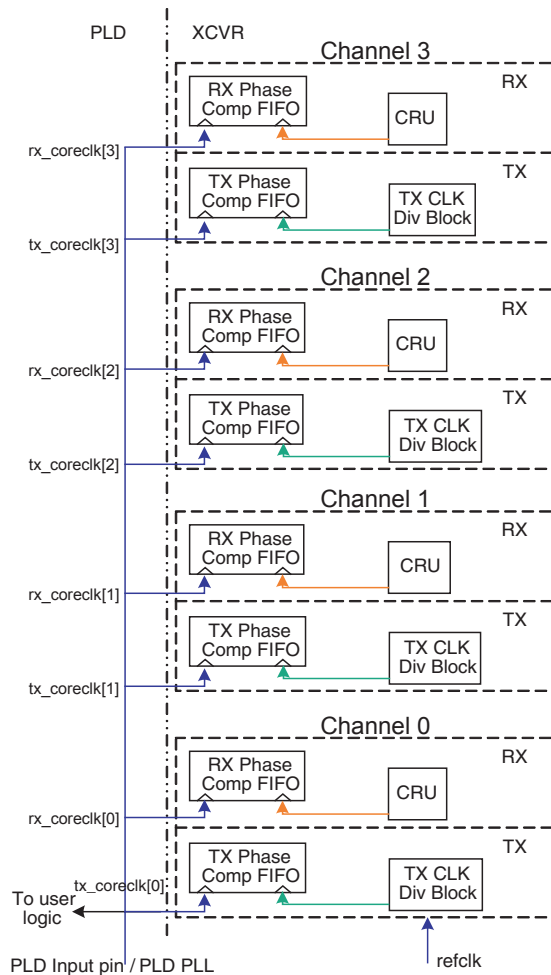 PLD
XCVR
Channel 3
RX
RX Phase
Comp FIFO
CRU
rx_coreclk[3]
TX
TX Phase
Comp FIFO
TX CLK
Div Block
tx_coreclk[3]
Channel 2
RX
RX Phase
Comp FIFO
CRU
rx_coreclk[2]
TX
TX Phase
Comp FIFO
TX CLK
Div Block
tx_coreclk[2]
Channel 1
RX
RX Phase
Comp FIFO
CRU
rx_coreclk[1]
TX
TX Phase
Comp FIFO
TX CLK
Div Block
tx_coreclk[1]
Channel 0
RX
RX Phase
Comp FIFO
CRU
rx_coreclk[0]
TX
TX Phase
Comp FIFO
TX CLK
Div Block
tx_coreclk[0]
To user
logic
PLD Input pin / PLD PLL
refclk